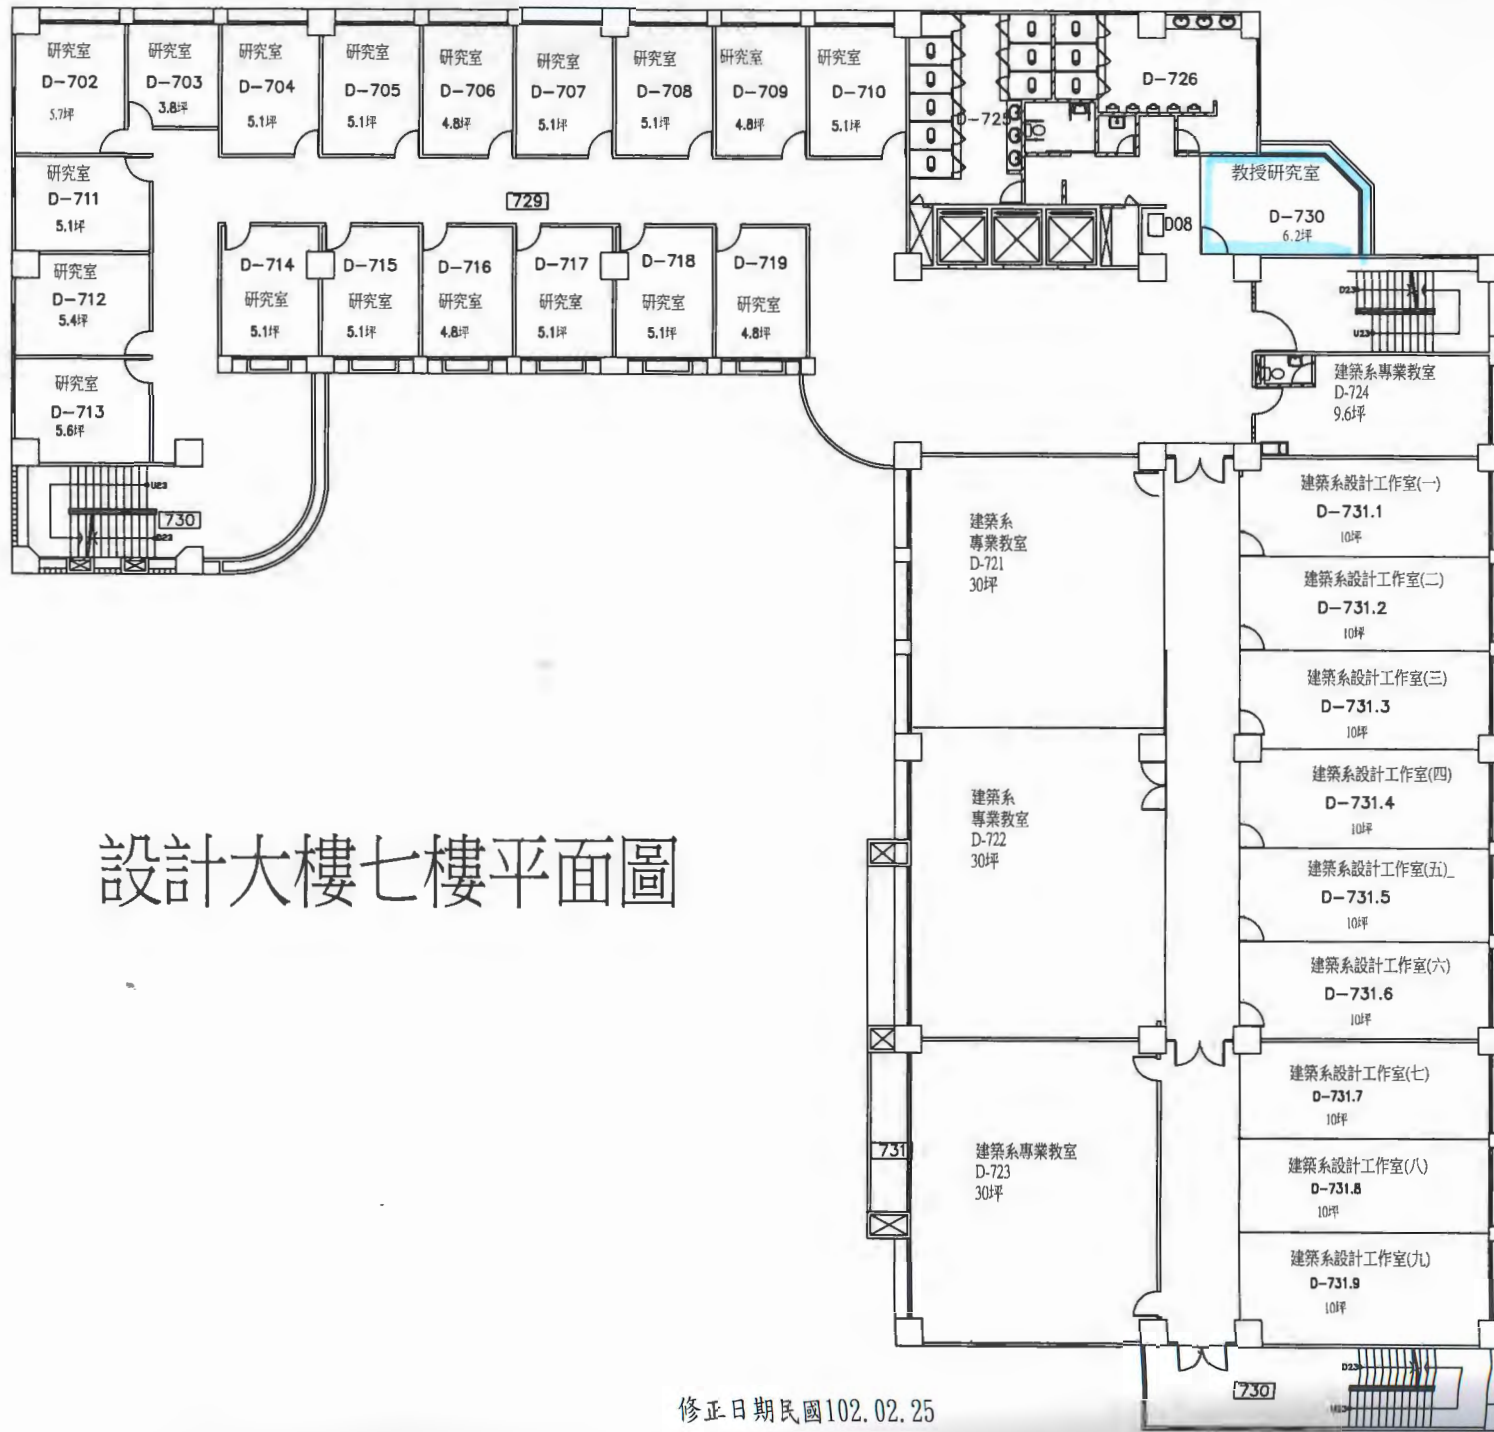 研究室
D-702
5.7坪
研究室
D-703
3.8坪
研究室
D-704
5.1坪
研究室
D-705
5.1坪
研究室
D-706
4.8坪
研究室
D-707
5.1坪
研究室
D-708
5.1坪
研究室
D-709
4.8坪
研究室
D-710
5.1坪
D-725
D-726
研究室
D-711
5.1坪
729
D08
教授研究室
D-730
6.2坪
研究室
D-712
5.4坪
D-714
研究室
5.1坪
D-715
研究室
5.1坪
D-716
研究室
4.8坪
D-717
研究室
5.1坪
D-718
研究室
5.1坪
D-719
研究室
4.8坪
D23
U23
研究室
D-713
5.6坪
建築系專業教室
D-724
9.6坪
U23
730
D23
建築系
專業教室
D-721
30坪
建築系設計工作室(一)
D-731.1
10坪
建築系設計工作室(二)
D-731.2
10坪
建築系設計工作室(三)
D-731.3
10坪
建築系
專業教室
D-722
30坪
建築系設計工作室(四)
D-731.4
10坪
設計大樓七樓平面圖
建築系設計工作室(五)_
D-731.5
10坪
建築系設計工作室(六)
D-731.6
10坪
建築系設計工作室(七)
D-731.7
10坪
731
建築系專業教室
D-723
30坪
建築系設計工作室(八)
D-731.8
10坪
建築系設計工作室(九)
D-731.9
10坪
D23
730
U23
修正日期民國102.02.25